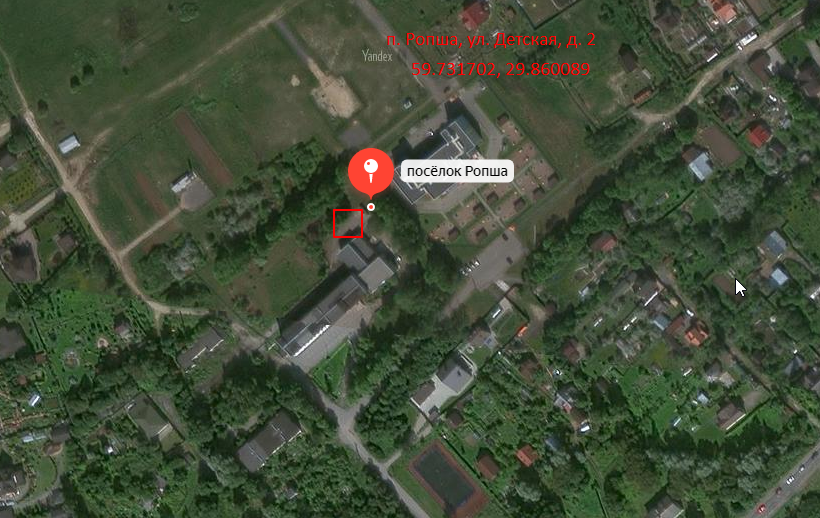 п. Ропша, ул. Детская, д. 2
59.731702, 29.860089
Yandex
посёлок Ропша